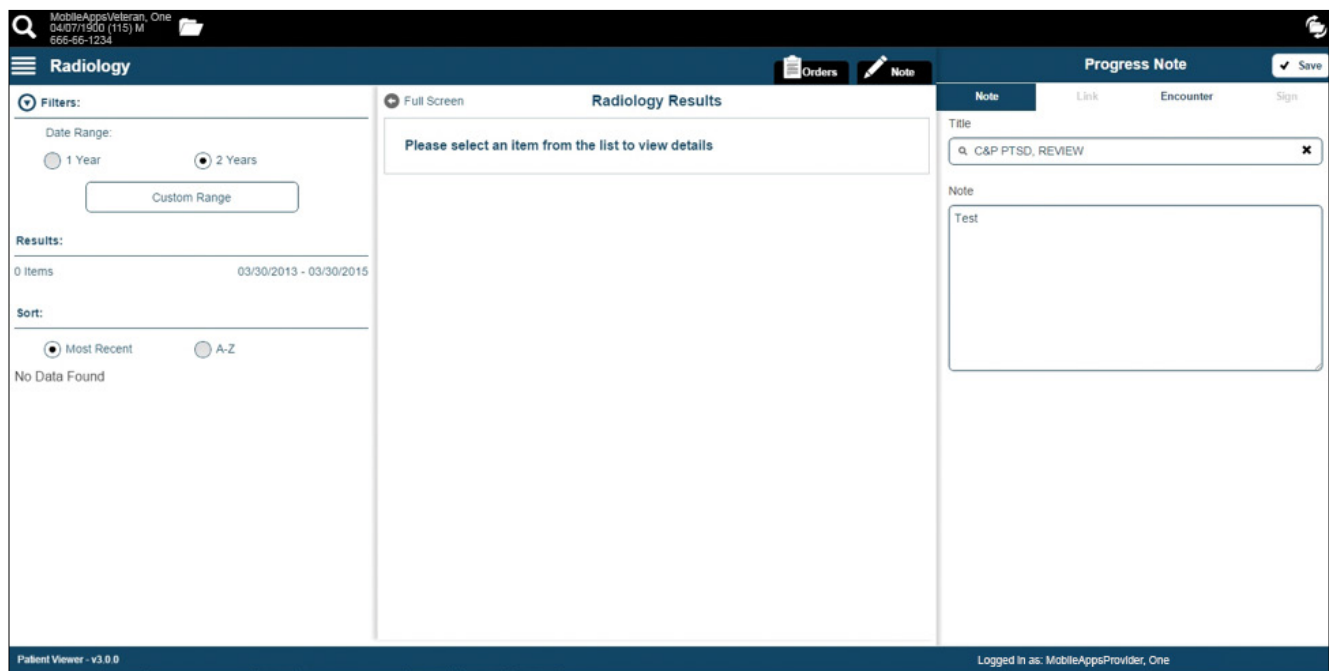 MobileAppsVeteran, One
04/07/1900 (115) M
666-66-1234
Radiology
Orders
Note
Filters:
Date Range:
1 Year
2 Years
Custom Range
Results:
0 Items
03/30/2013 - 03/30/2015
Sort:
Most Recent
A-Z
No Data Found
Full Screen
Radiology Results
Please select an item from the list to view details
Progress Note
Save
Note
Link
Encounter
Sign
Title
C&P PTSD, REVIEW
Note
Test
Patient Viewer - v3.0.0
Logged in as: MobileAppsProvider, One